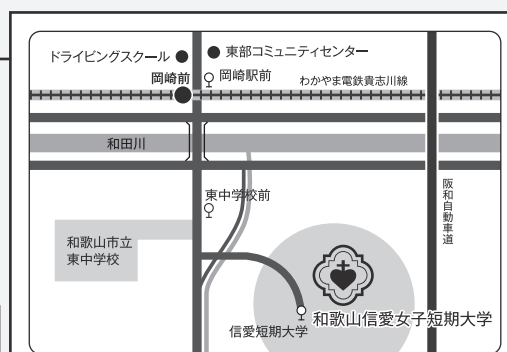 ドライビングスクール
東部コミュニティセンター
岡崎前
岡崎駅前
わかやま電鉄貴志川線
和田川
阪和自動車道
東中学校前
和歌山市立
東中学校
和歌山信愛女子短期大学
信愛短期大学